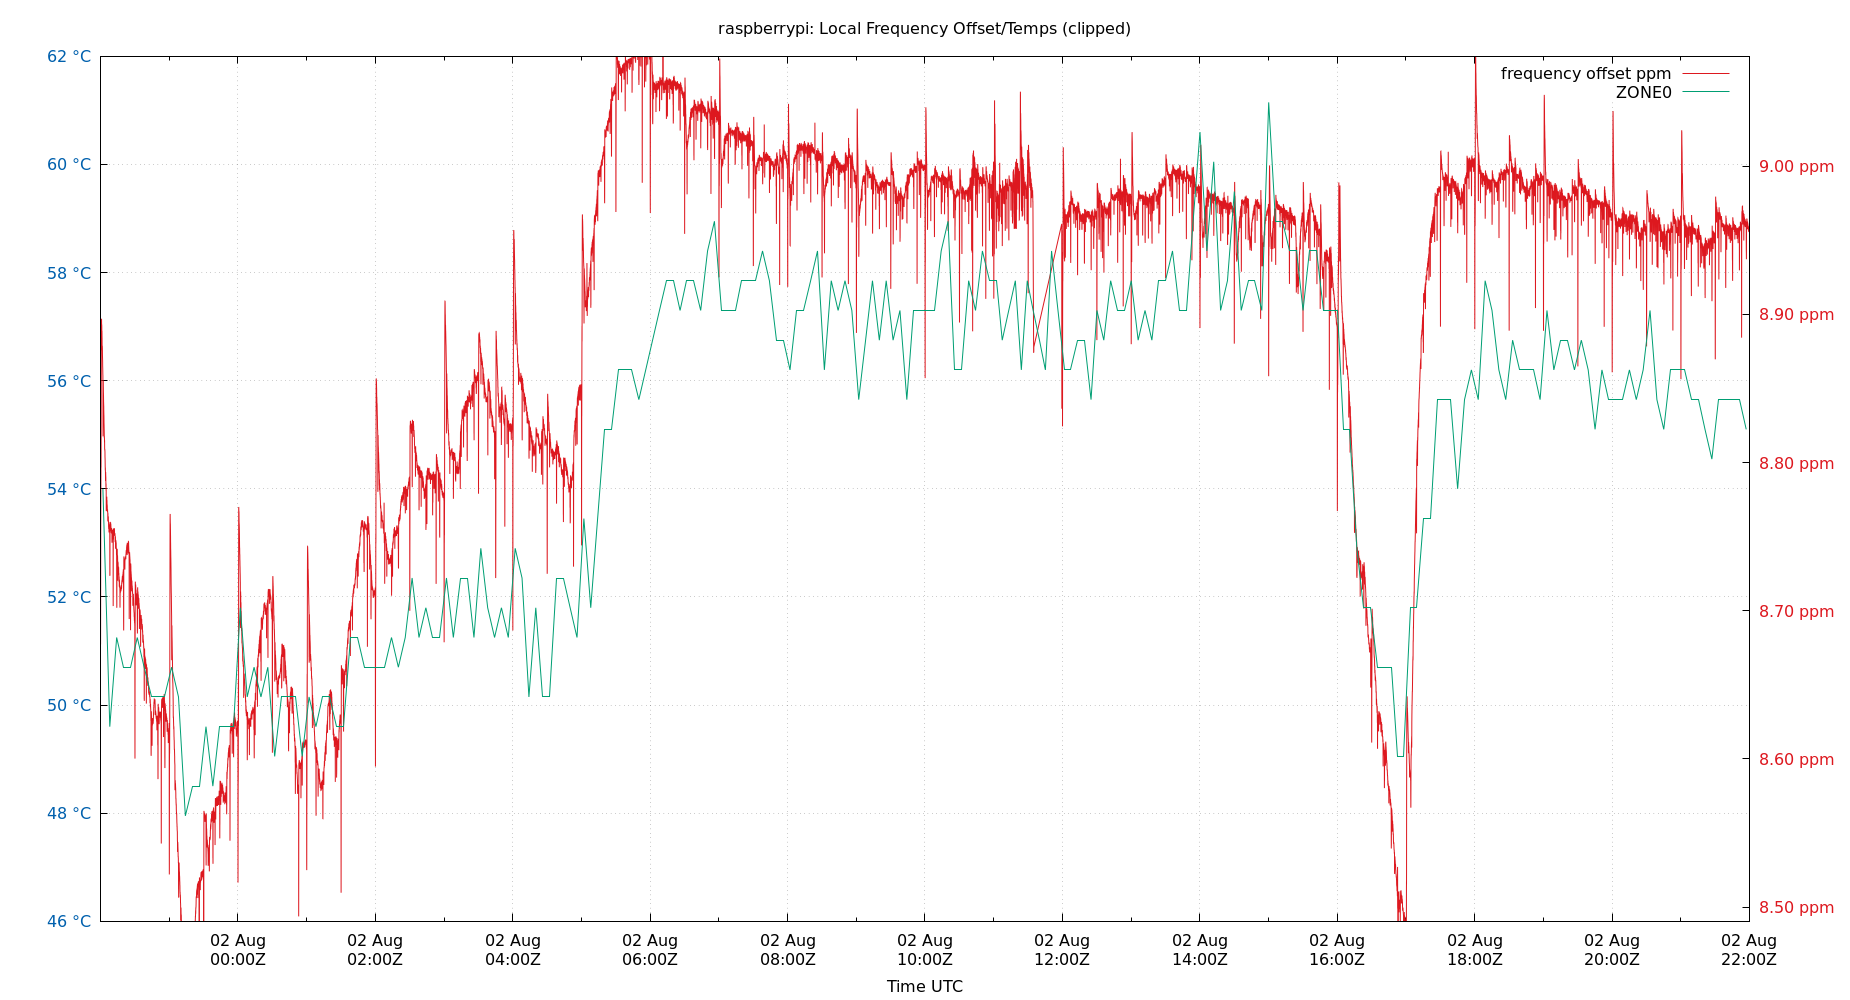 raspberrypi: Local Frequency Offset/Temps (clipped)
frequency offset ppm
ZONE0
62 °C
60 °C
58 °C
56 °C
54 °C
52 °C
50 °C
48 °C
46 °C
9.00 ppm
8.90 ppm
8.80 ppm
8.70 ppm
8.60 ppm
8.50 ppm
02 Aug 02 Aug 02 Aug 02 Aug 02 Aug 02 Aug 02 Aug 02 Aug 02 Aug 02 Aug 02 Aug 02 Aug
00:00Z 02:00Z 04:00Z 06:00Z 08:00Z 10:00Z 12:00Z 14:00Z 16:00Z 18:00Z 20:00Z 22:00Z
Time UTC